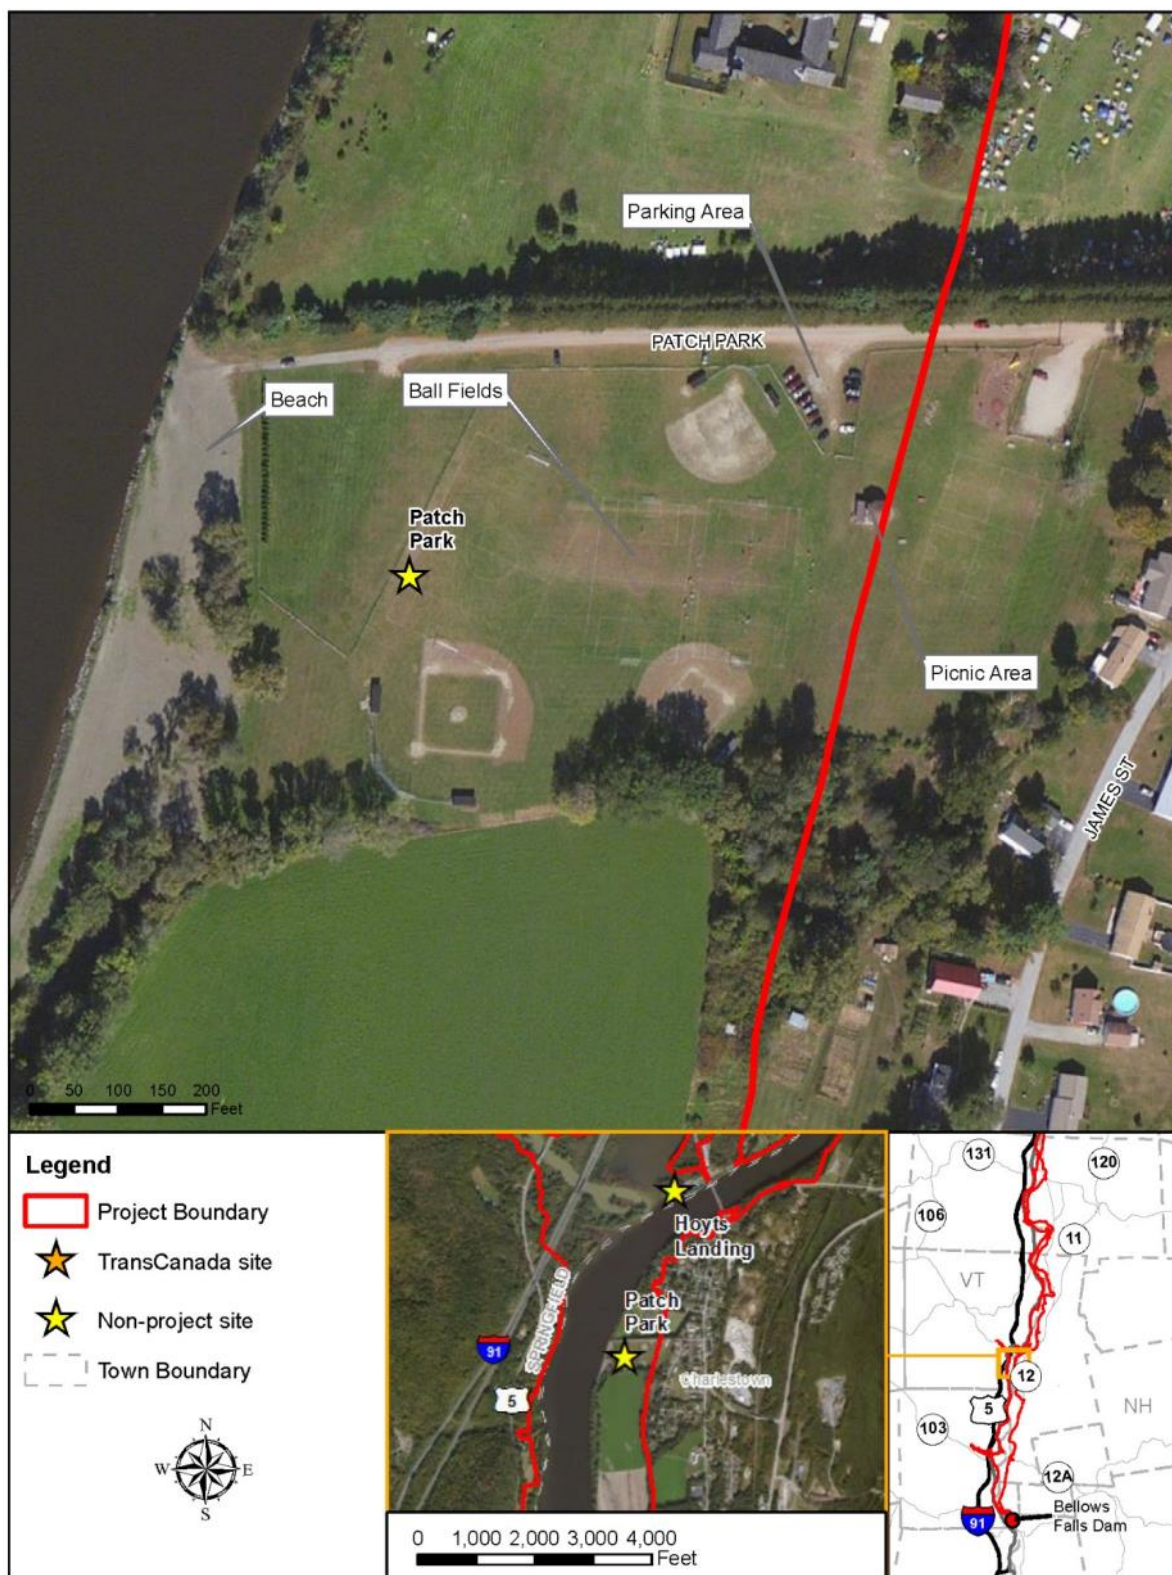 Parking Area
PATCH PARK
Beach
Ball Fields
Patch
Park
Picnic Area
JAMES ST
0 50 100 150 200
Feet
Legend
Project Boundary
TransCanada site
Non-project site
Town Boundary
N
W E
S
Hoyts
Landing
SPRINGFIELD
Patch
Park
91
5
Charlestown
0 1,000 2,000 3,000 4,000
Feet
131
120
106
11
VT
12
5
NH
103
12A
91
Bellows
Falls Dam